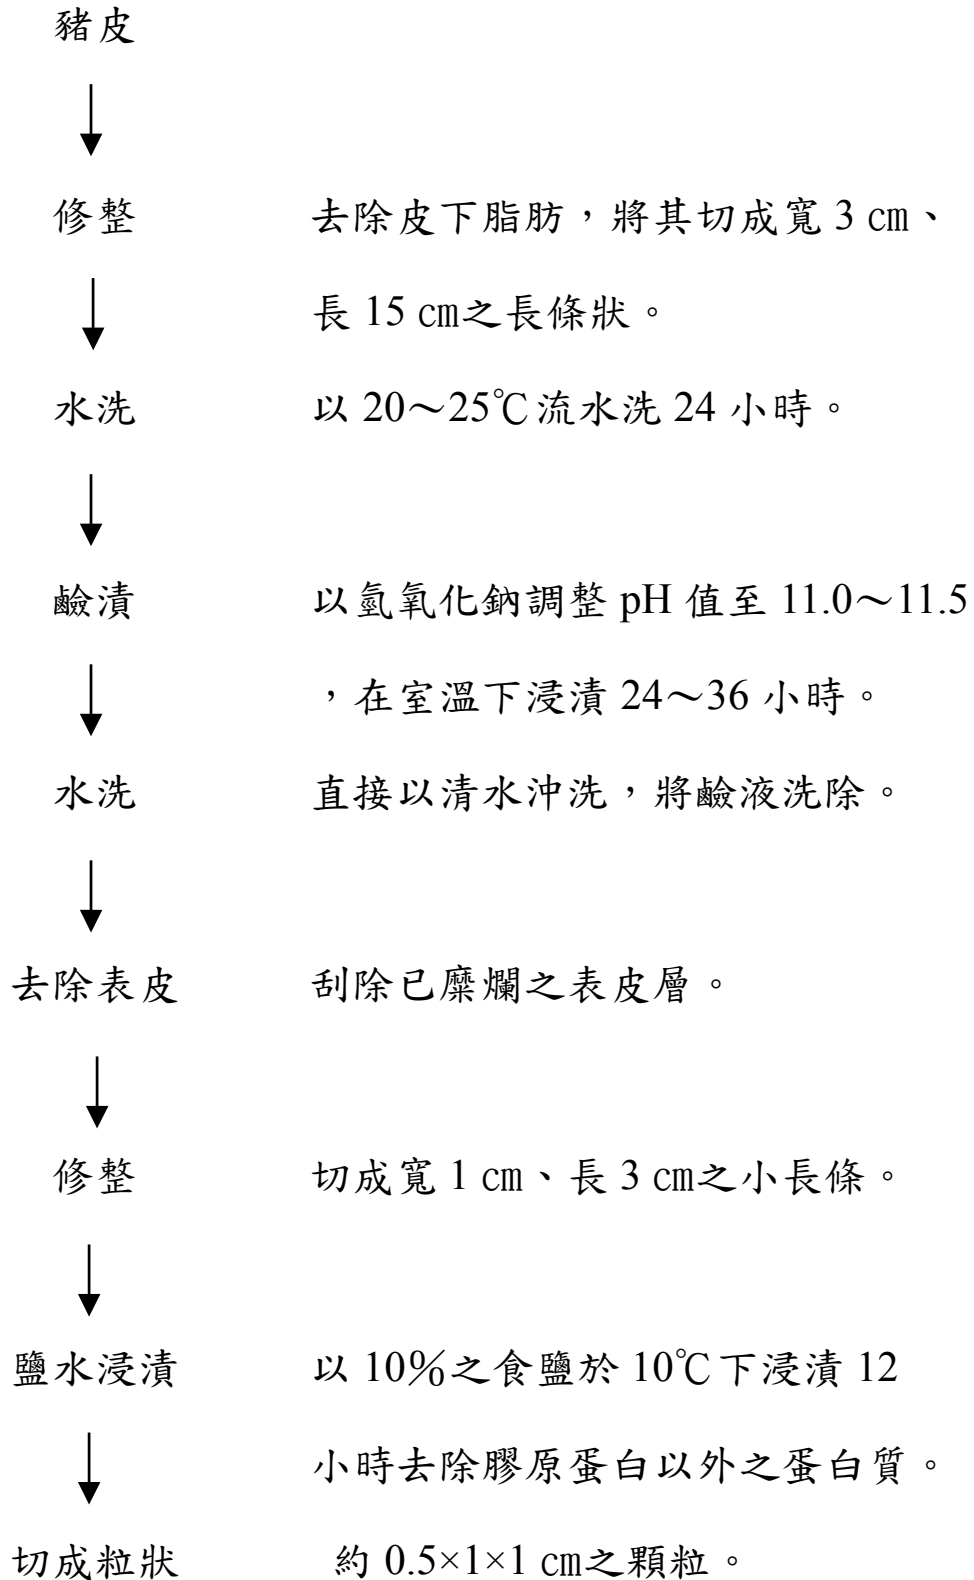 豬皮
修整 去除皮下脂肪，將其切成寬 3 ㎝、
長 15 ㎝之長條狀。
水洗 以 20～25℃流水洗 24 小時。
鹼漬 以氫氧化鈉調整 pH 值至 11.0～11.5
，在室溫下浸漬 24～36 小時。
水洗 直接以清水沖洗，將鹼液洗除。
去除表皮 刮除已糜爛之表皮層。
修整 切成寬 1 ㎝、長 3 ㎝之小長條。
鹽水浸漬 以 10％之食鹽於 10℃下浸漬 12
小時去除膠原蛋白以外之蛋白質。
切成粒狀 約 0.5×1×1 ㎝之顆粒。